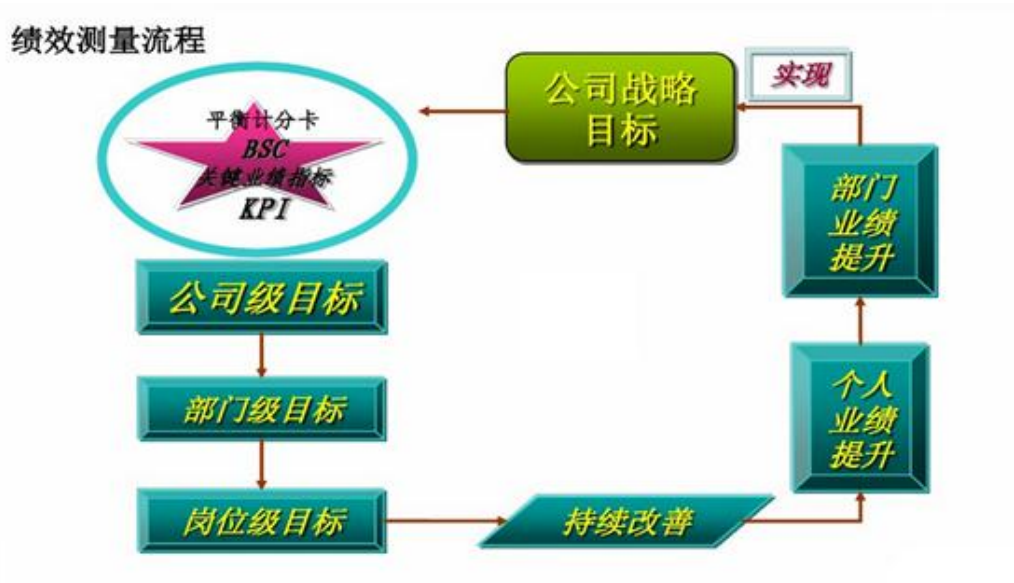 绩效测量流程
平衡计分卡
BSC
关键业绩指标
KPI
公司战略
目标
实现
公司级目标
部门级目标
岗位级目标
持续改善
个人
业绩
提升
部门
业绩
提升